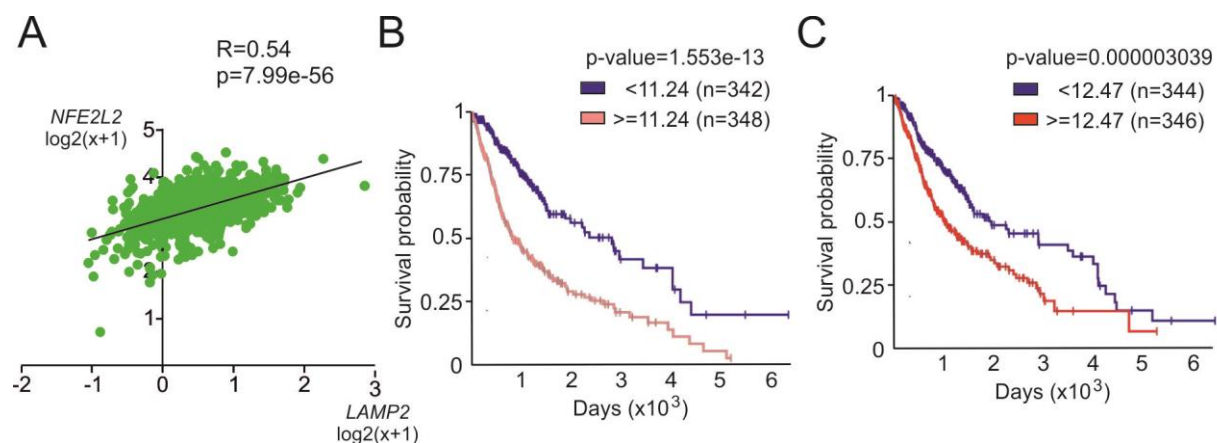 A
R=0.54
p=7.99e-56
NFE2L2
log2(x+1)
5
4
2
1
-2
-1
0
1
2
3
LAMP2
log2(x+1)
B
p-value=1.553e-13
<11.24 (n=342)
>=11.24 (n=348)
Survival probability
1
0.75
0.5
0.25
0
1
2
3
4
5
6
Days (x10³)
C
p-value=0.000003039
<12.47 (n=344)
>=12.47 (n=346)
Survival probability
1
0.75
0.5
0.25
0
1
2
3
4
5
6
Days (x10³)